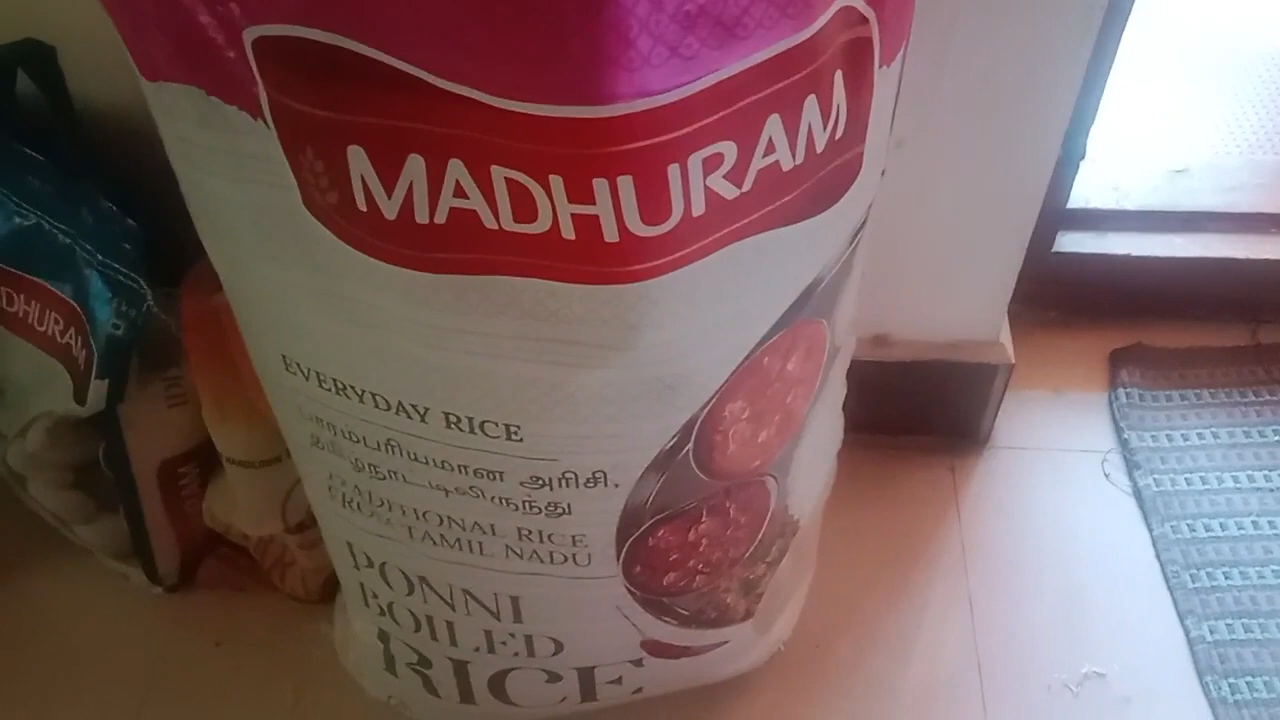 MADHURAM
EVERYDAY RICE
பாரம்பரியமான அரிசி,
தமிழ்நாட்டிலிருந்து
TRADITIONAL RICE
FROM TAMIL NADU
PONNI
BOILED
RICE
DHURAM